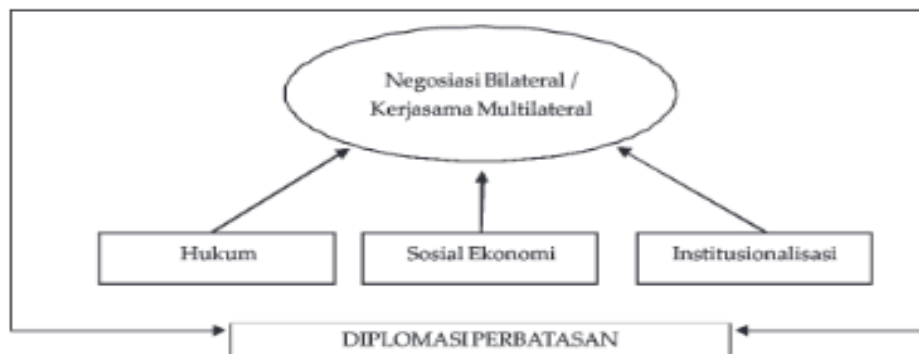 Negosiasi Bilateral /
Kerjasama Multilateral
Hukum
Sosial Ekonomi
Institusionalisasi
DIPLOMASI PERBATASAN